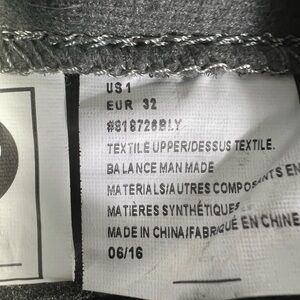 US 1
EUR 32
#918726BLY
TEXTILE UPPER/DESSUS TEXTILE.
BALANCE MAN MADE
MATERIALS/AUTRES COMPOSANTS EN
MATIÈRES SYNTHÉTIQUES
MADE IN CHINA/FABRIQUÉ EN CHINE
06/16